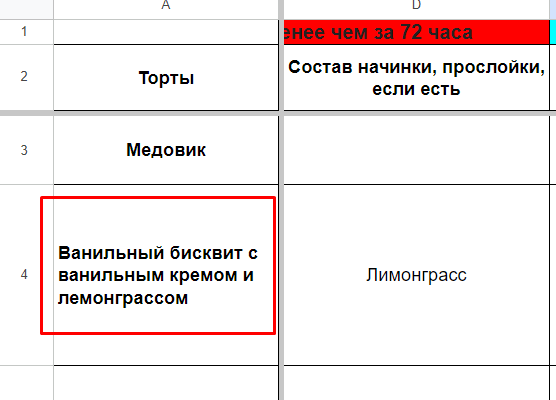 A D
1 енее чем за 72 часа
2 Торты Состав начинки, прослойки,
если есть
3 Медовик
Ванильный бисквит с
4 ванильным кремом и Лимонграсс
лемонграссом